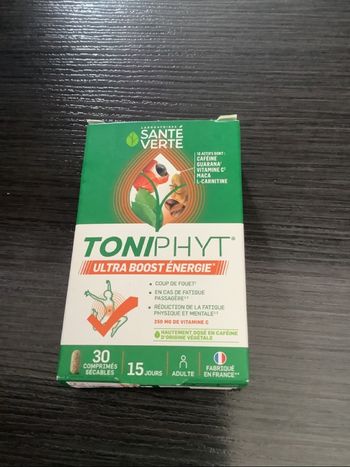 LABORATOIRES
SANTÉ
VERTE
10 ACTIFS DONT :
CAFÉINE
GUARANA
VITAMINE C
MACA
L-CARNITINE
TONIPHYT®
ULTRA BOOST ÉNERGIE
• COUP DE FOUET
• EN CAS DE FATIGUE
PASSAGÈRE
• RÉDUCTION DE LA FATIGUE
PHYSIQUE ET MENTALE
250 MG DE VITAMINE C
HAUTEMENT DOSÉ EN CAFÉINE
D'ORIGINE VÉGÉTALE
30
COMPRIMÉS
SÉCABLES
15 JOURS
ADULTE
FABRIQUÉ
EN FRANCE**